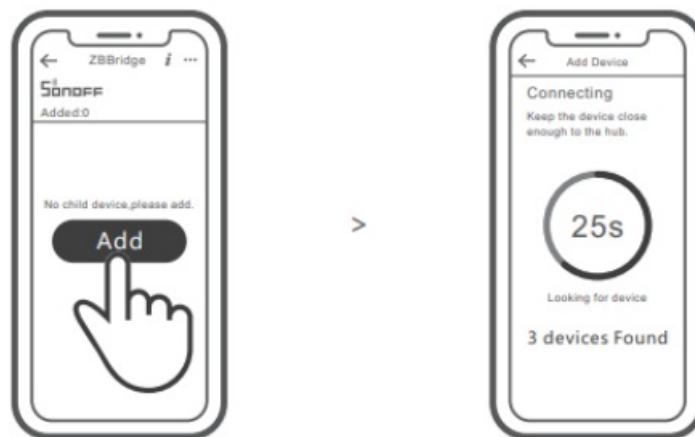 ZBBridge i ...
SONOFF
Added:0
No child device,please add.
Add
>
Add Device
Connecting
Keep the device close
enough to the hub.
25s
Looking for device
3 devices Found